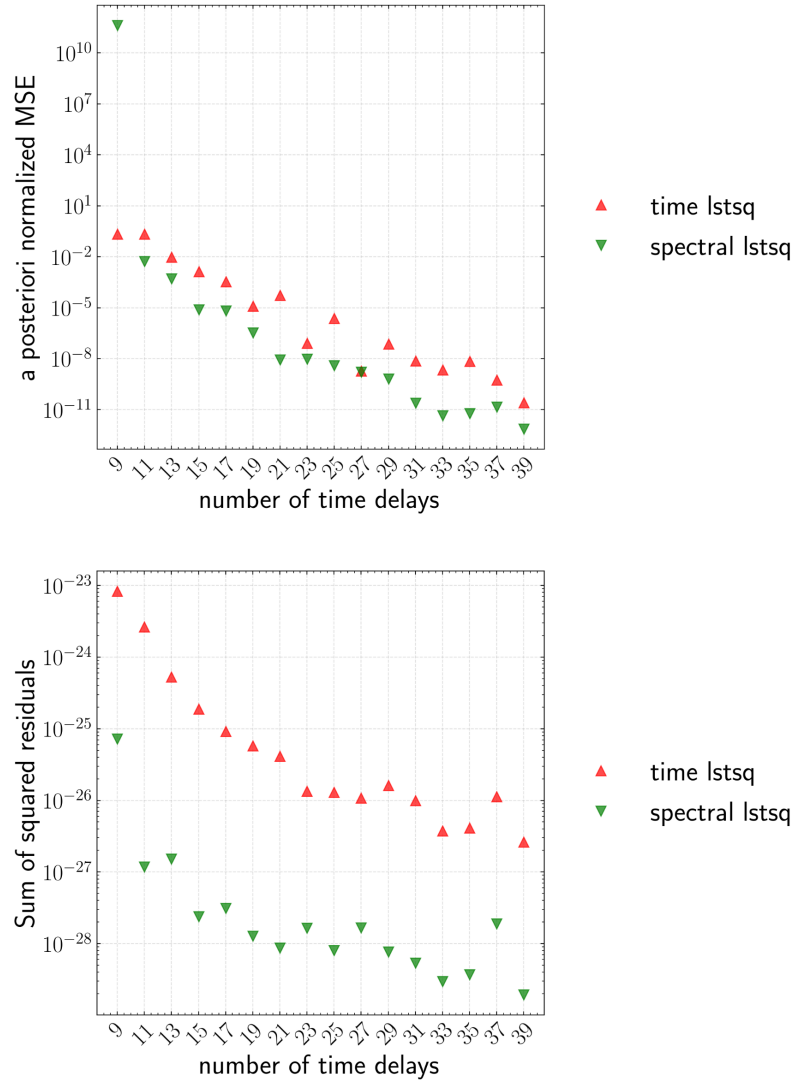 a posteriori normalized MSE
10^10
10^7
10^4
10^1
10^−2
10^−5
10^−8
10^−11
9 11 13 15 17 19 21 23 25 27 29 31 33 35 37 39
number of time delays
time lstsq
spectral lstsq
Sum of squared residuals
10^−23
10^−24
10^−25
10^−26
10^−27
10^−28
9 11 13 15 17 19 21 23 25 27 29 31 33 35 37 39
number of time delays
time lstsq
spectral lstsq